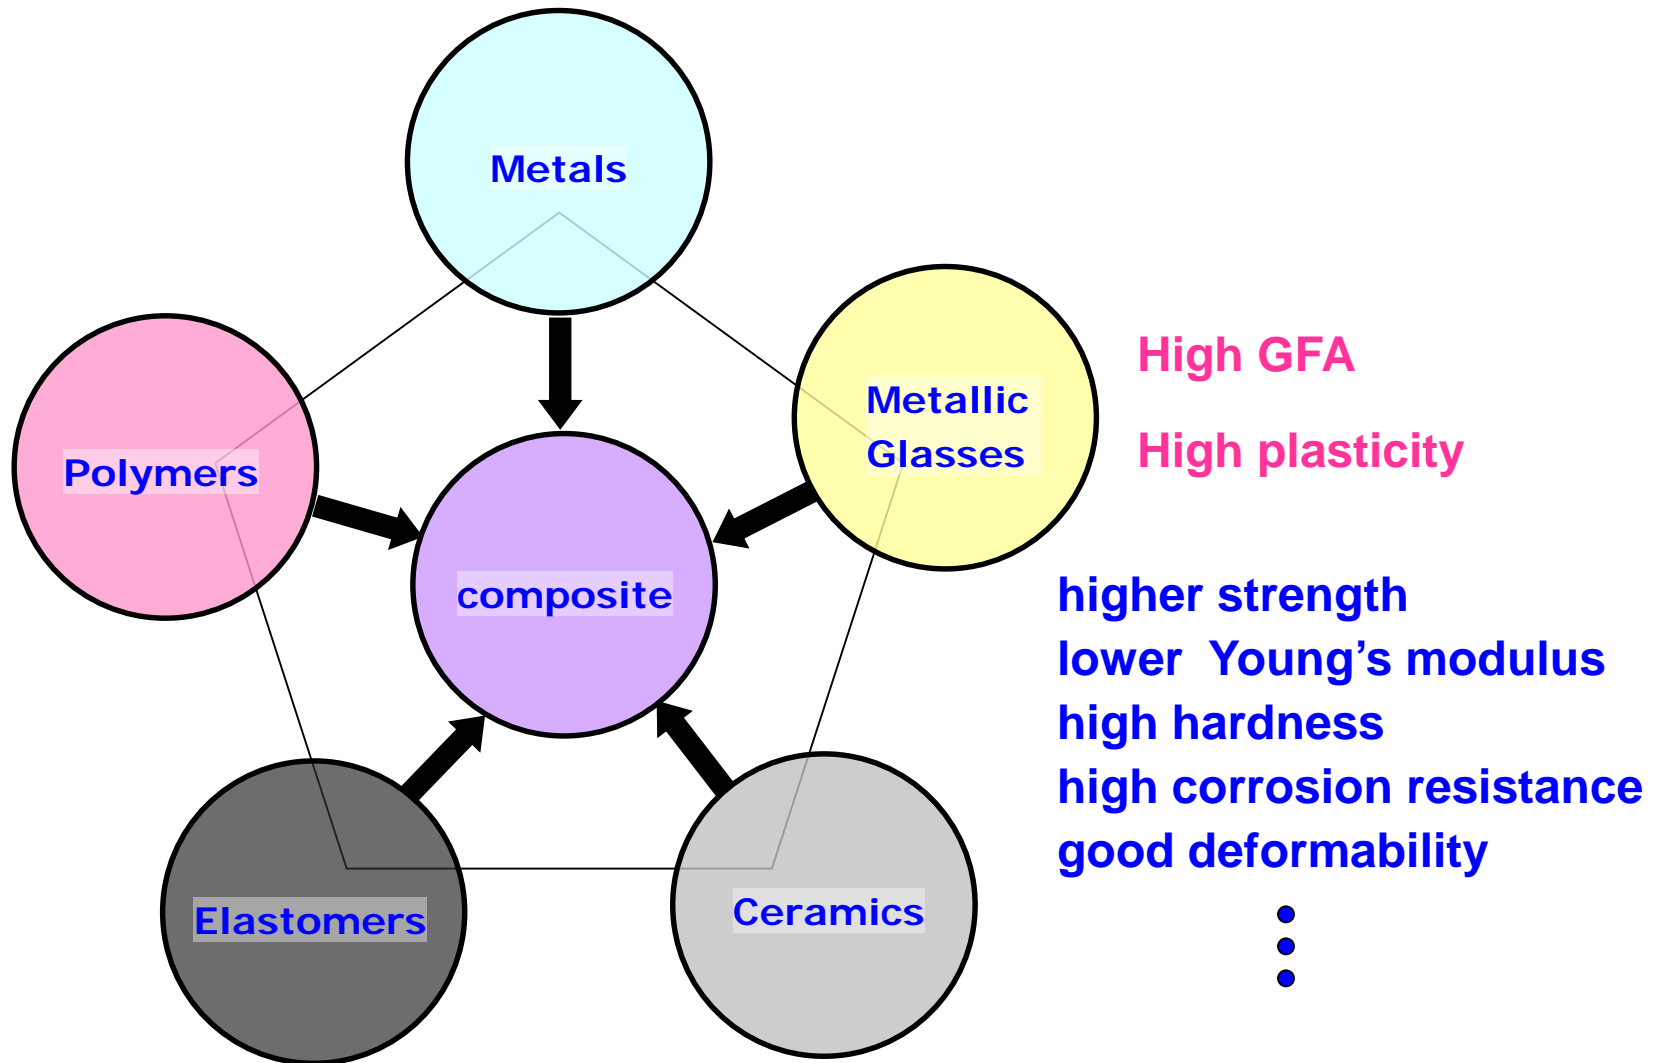 Metals
Metallic
Glasses
Polymers
composite
Elastomers
Ceramics
High GFA
High plasticity
higher strength
lower  Young’s modulus
high hardness
high corrosion resistance
good deformability